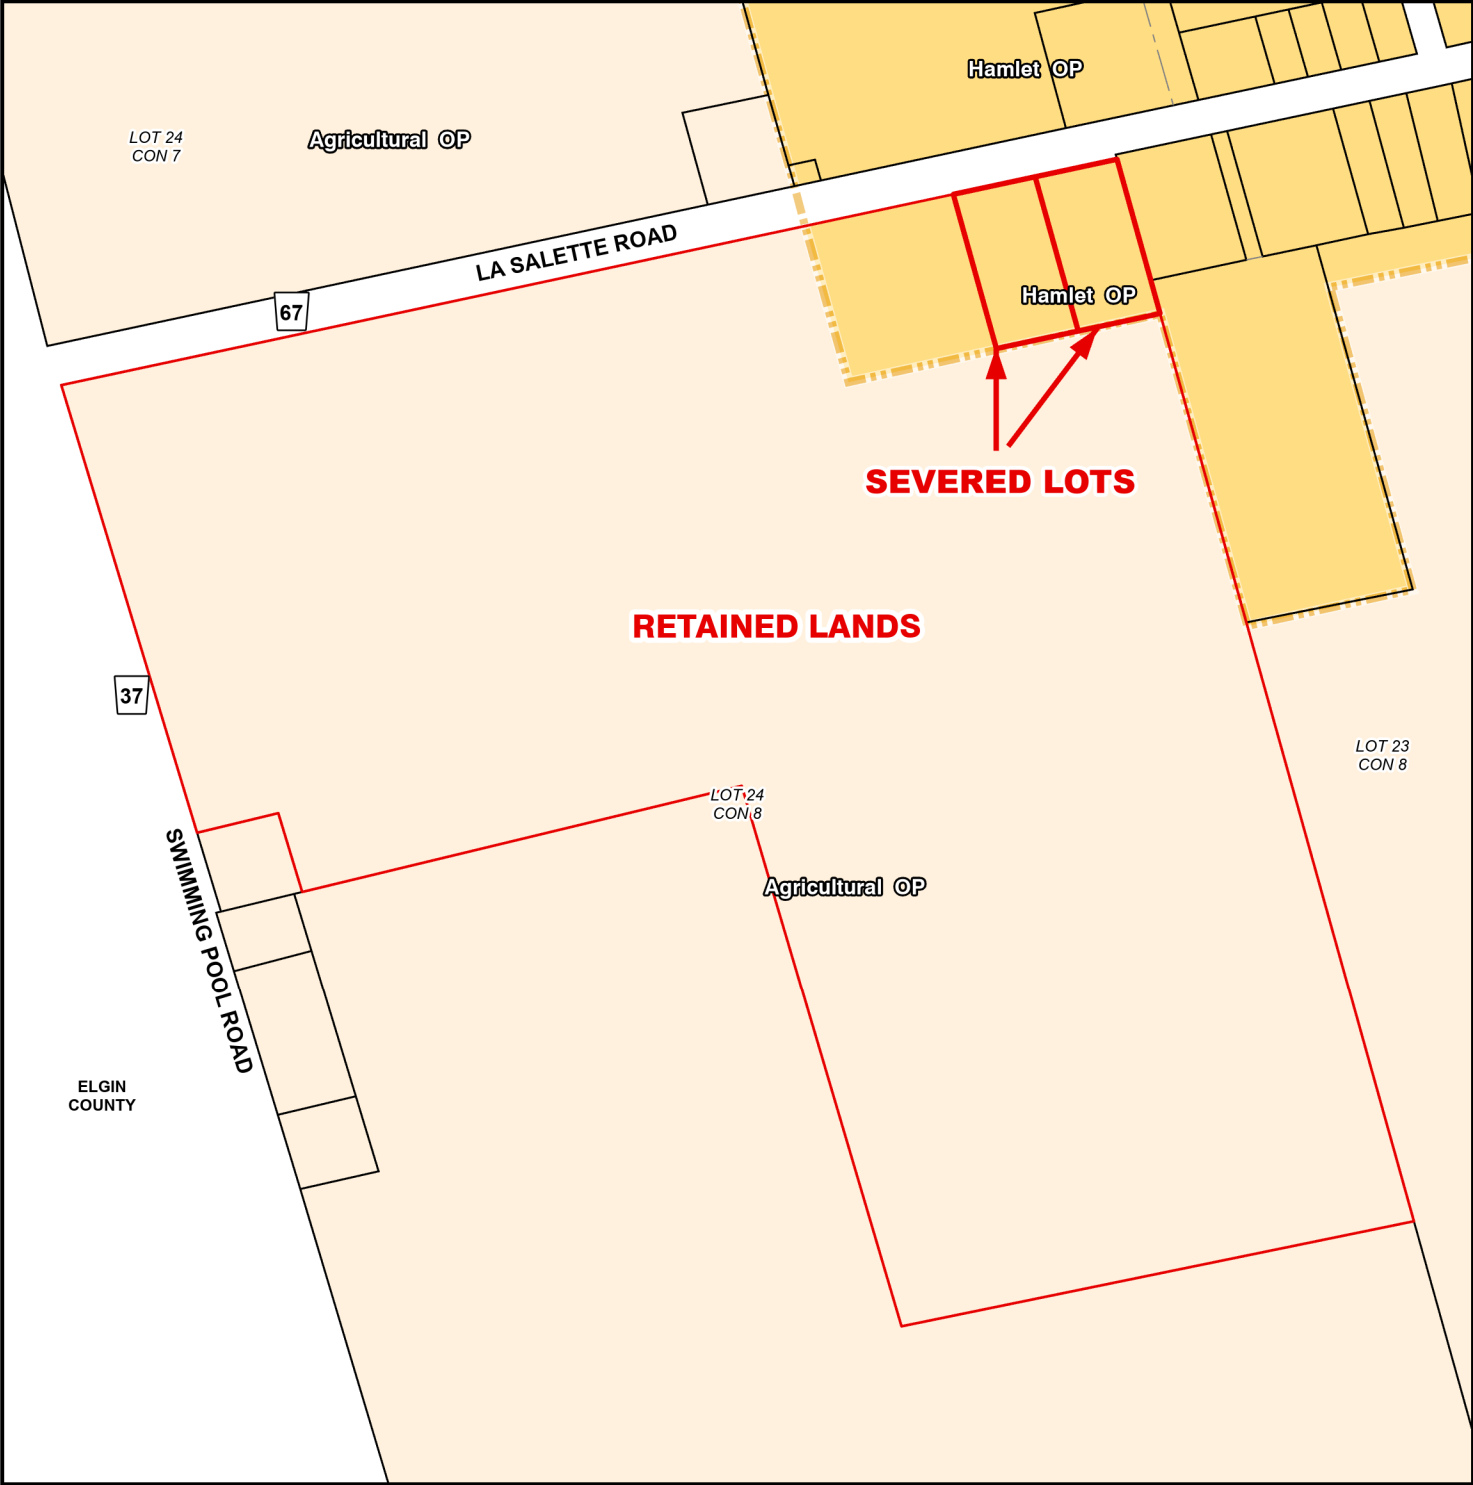 Hamlet OP
LOT 24
CON 7
Agricultural OP
LA SALETTE ROAD
67
Hamlet OP
SEVERED LOTS
RETAINED LANDS
37
LOT 23
CON 8
LOT 24
CON 8
SWIMMING POOL ROAD
Agricultural OP
ELGIN
COUNTY